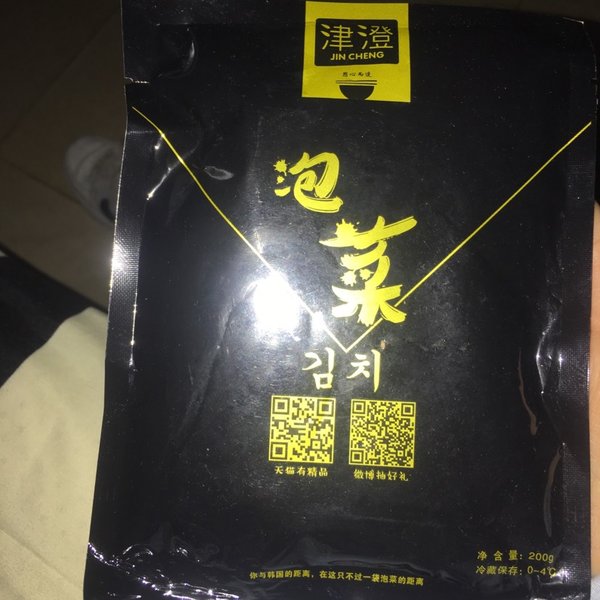 津澄
JIN CHENG
泡菜
김치
天猫有精品
微博抽好礼
净含量：200g
冷藏保存：0-4℃
你与韩国的距离，在这只不过一袋泡菜的距离